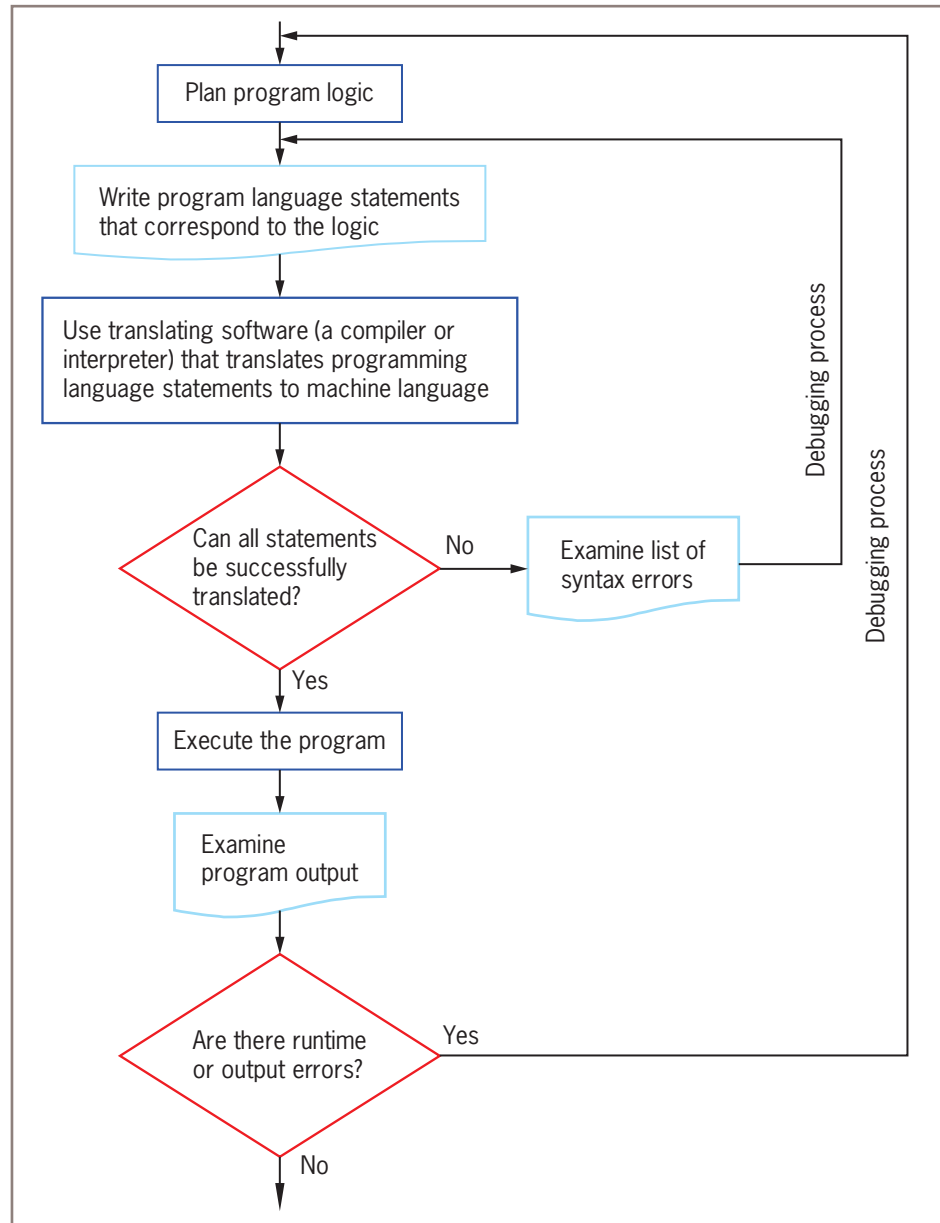 Plan program logic
Write program language statements
that correspond to the logic
Use translating software (a compiler or
interpreter) that translates programming
language statements to machine language
Can all statements
be successfully
translated?
No
Examine list of
syntax errors
Debugging process
Debugging process
Yes
Execute the program
Examine
program output
Are there runtime
or output errors?
Yes
No